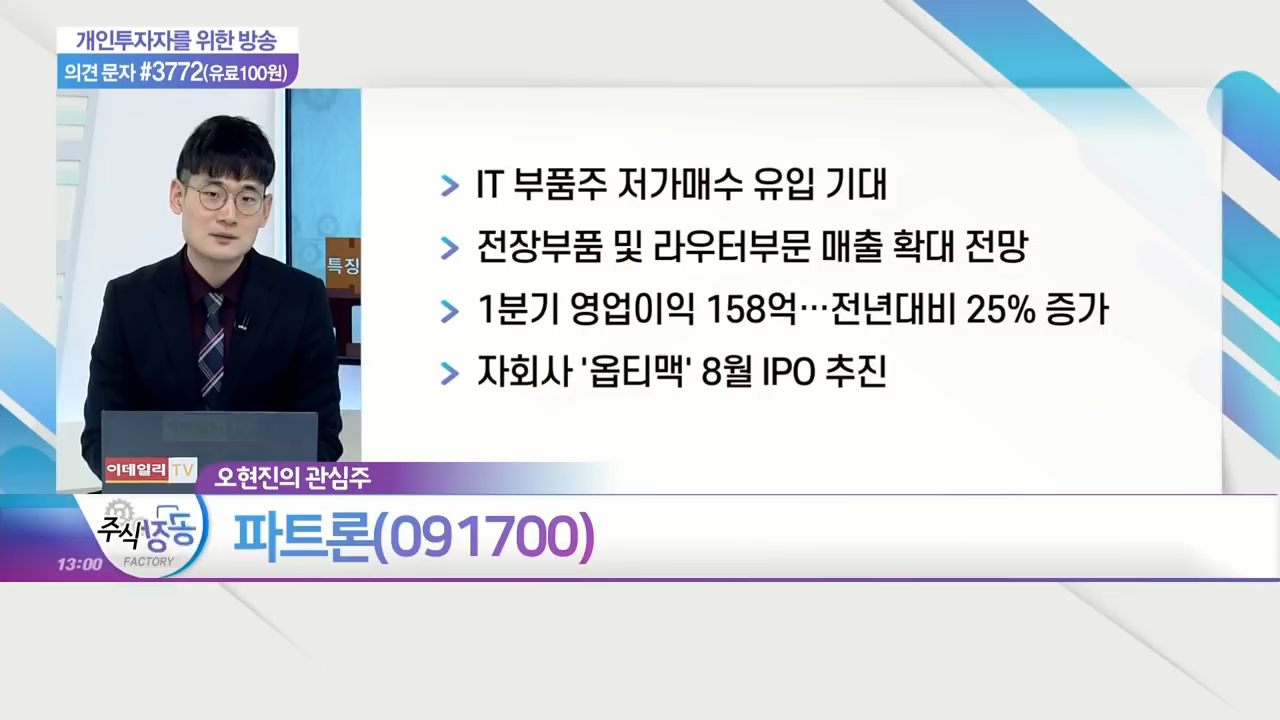 개인투자자를 위한 방송
의견 문자 #3772(유료100원)
IT 부품주 저가매수 유입 기대
전장부품 및 라우터부문 매출 확대 전망
1분기 영업이익 158억…전년대비 25% 증가
자회사 '옵티맥' 8월 IPO 추진
특징
이데일리TV
오현진의 관심주
주식
FACTORY
13:00
파트론(091700)